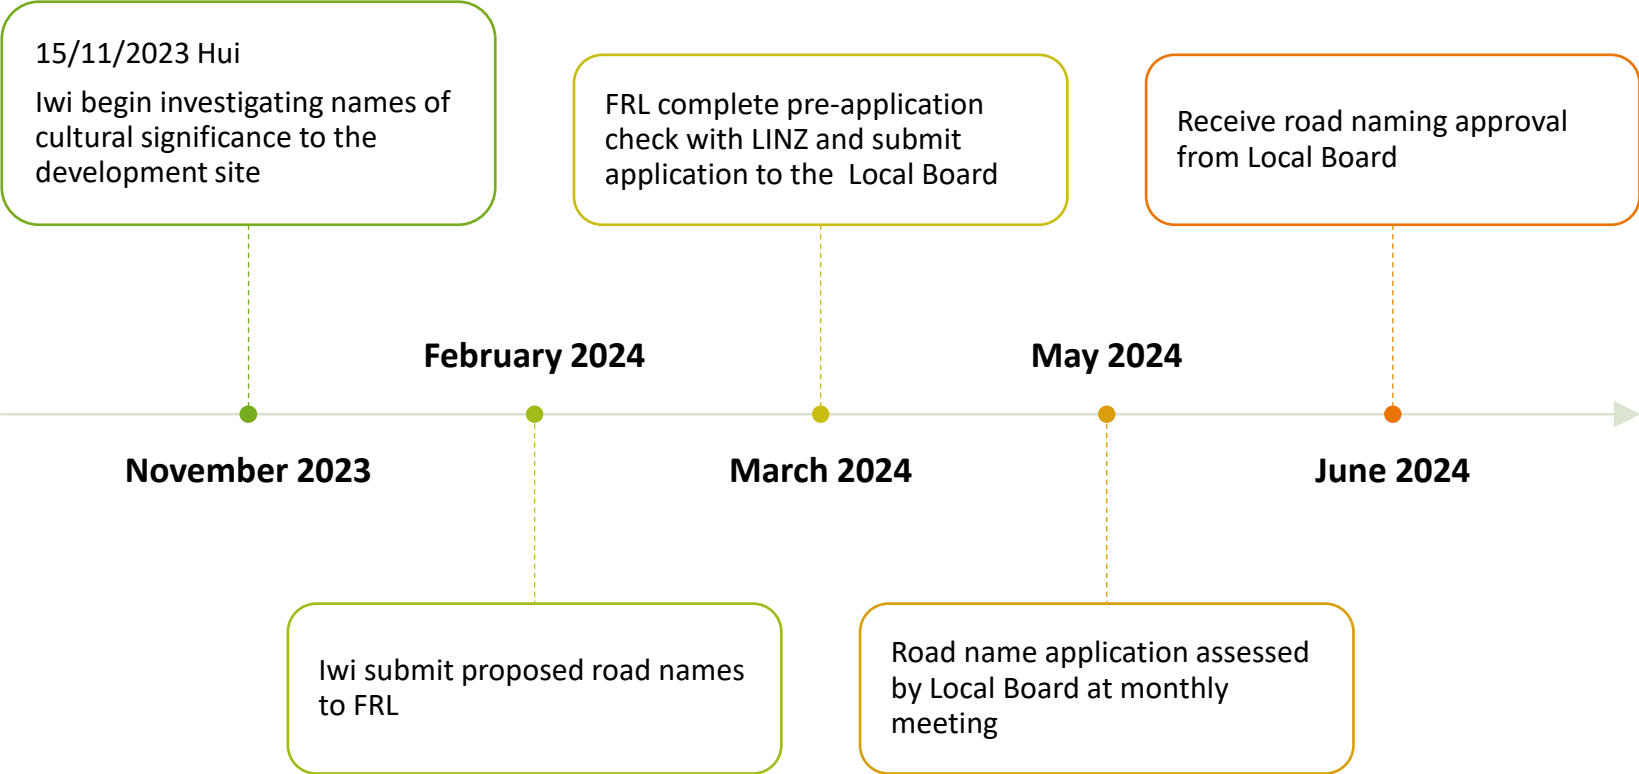 15/11/2023 Hui
Iwi begin investigating names of
cultural significance to the
development site
FRL complete pre-application
check with LINZ and submit
application to the  Local Board
Receive road naming approval
from Local Board
February 2024
May 2024
November 2023
March 2024
June 2024
Iwi submit proposed road names
to FRL
Road name application assessed
by Local Board at monthly
meeting